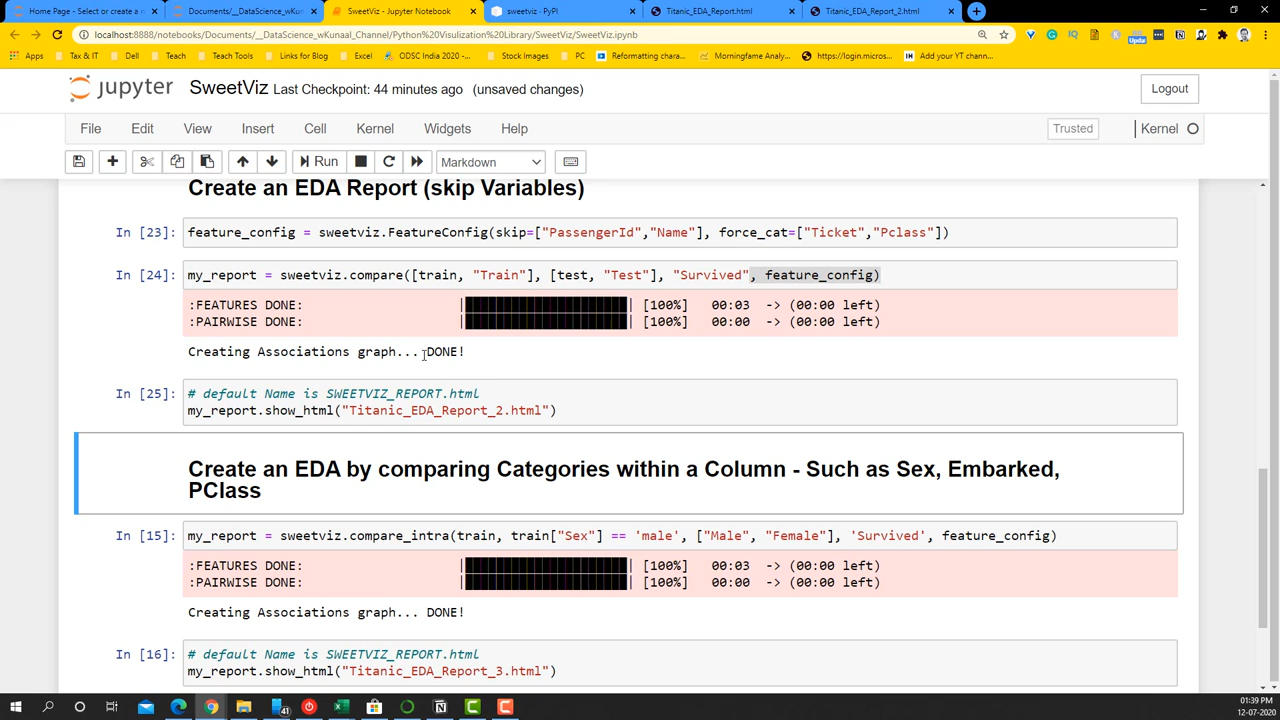 Home Page - Select or create a n
Documents/__DataScience_wKu
SweetViz - Jupyter Notebook
sweetviz · PyPI
Titanic_EDA_Report.html
Titanic_EDA_Report_2.html
localhost:8888/notebooks/Documents/__DataScience_wKunaal_Channel/Python%20Visulization%20Library/SweetViz/SweetViz.ipynb
Upda
Apps
Tax & IT
Dell
Teach
Teach Tools
Links for Blog
Excel
ODSC India 2020 -...
Stock Images
PC
Reformatting chara...
Morningfame Analy...
https://login.micros...
Add your YT chann...
jupyter
SweetViz Last Checkpoint: 44 minutes ago (unsaved changes)
Logout
File Edit View Insert Cell Kernel Widgets Help
Trusted
Kernel
Run
Markdown
Create an EDA Report (skip Variables)
In [23]: feature_config = sweetviz.FeatureConfig(skip=["PassengerId","Name"], force_cat=["Ticket","Pclass"])
In [24]: my_report = sweetviz.compare([train, "Train"], [test, "Test"], "Survived", feature_config)
:FEATURES DONE: | | [100%] 00:03 -> (00:00 left)
:PAIRWISE DONE: | | [100%] 00:00 -> (00:00 left)
Creating Associations graph... DONE!
In [25]: # default Name is SWEETVIZ_REPORT.html
my_report.show_html("Titanic_EDA_Report_2.html")
Create an EDA by comparing Categories within a Column - Such as Sex, Embarked,
PClass
In [15]: my_report = sweetviz.compare_intra(train, train["Sex"] == 'male', ["Male", "Female"], 'Survived', feature_config)
:FEATURES DONE: | | [100%] 00:03 -> (00:00 left)
:PAIRWISE DONE: | | [100%] 00:00 -> (00:00 left)
Creating Associations graph... DONE!
In [16]: # default Name is SWEETVIZ_REPORT.html
my_report.show_html("Titanic_EDA_Report_3.html")
41
01:39 PM
12-07-2020